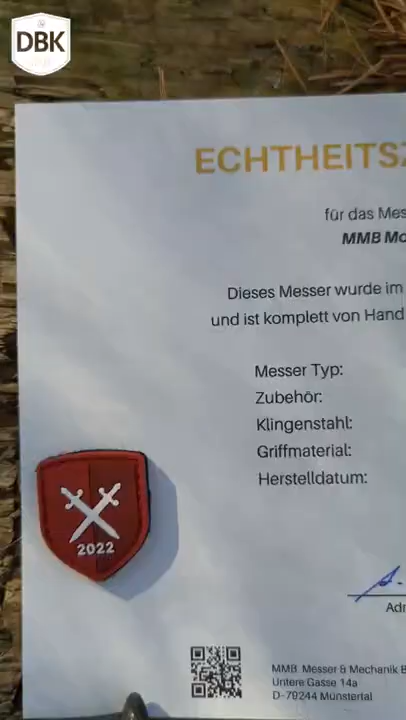 DBK
ECHTHEITSZ
für das Mes
MMB Mo
Dieses Messer wurde im
und ist komplett von Hand
Messer Typ:
Zubehör:
Klingenstahl:
Griffmaterial:
Herstelldatum:
2022
Adr
MMB Messer & Mechanik B
Untere Gasse 14a
D-79244 Münstertal